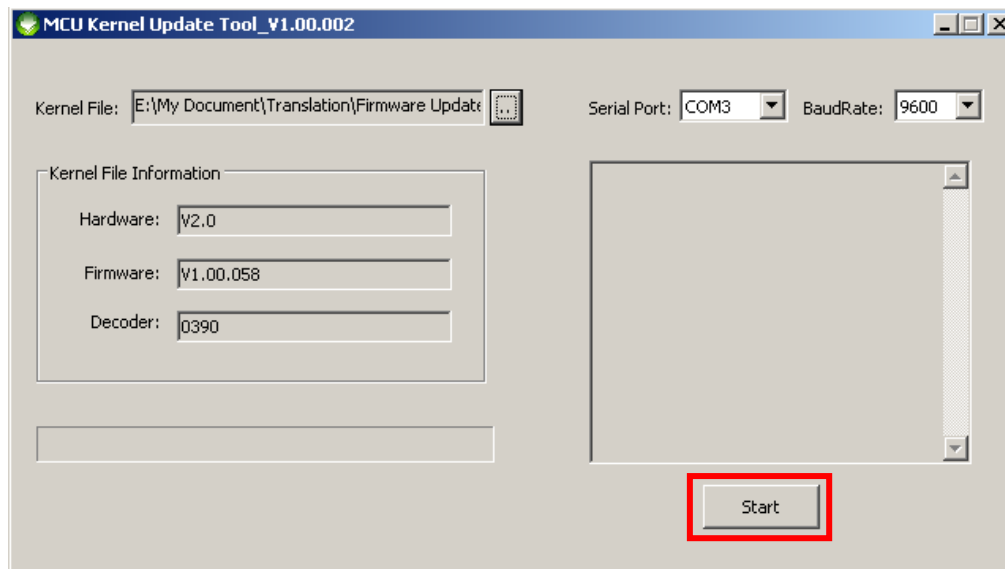 MCU Kernel Update Tool_V1.00.002
Kernel File: E:\My Document\Translation\Firmware Update ... Serial Port: COM3 BaudRate: 9600
Kernel File Information
Hardware: V2.0
Firmware: V1.00.058
Decoder: 0390
Start